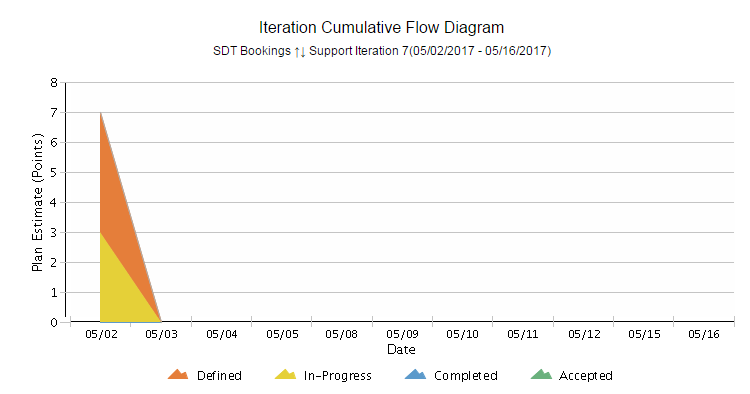 Iteration Cumulative Flow Diagram
SDT Bookings ↑↓ Support Iteration 7(05/02/2017 - 05/16/2017)
Plan Estimate (Points)
8
7
6
5
4
3
2
1
0
05/02 05/03 05/04 05/05 05/08 05/09 05/10 05/11 05/12 05/15 05/16
Date
Defined In-Progress Completed Accepted